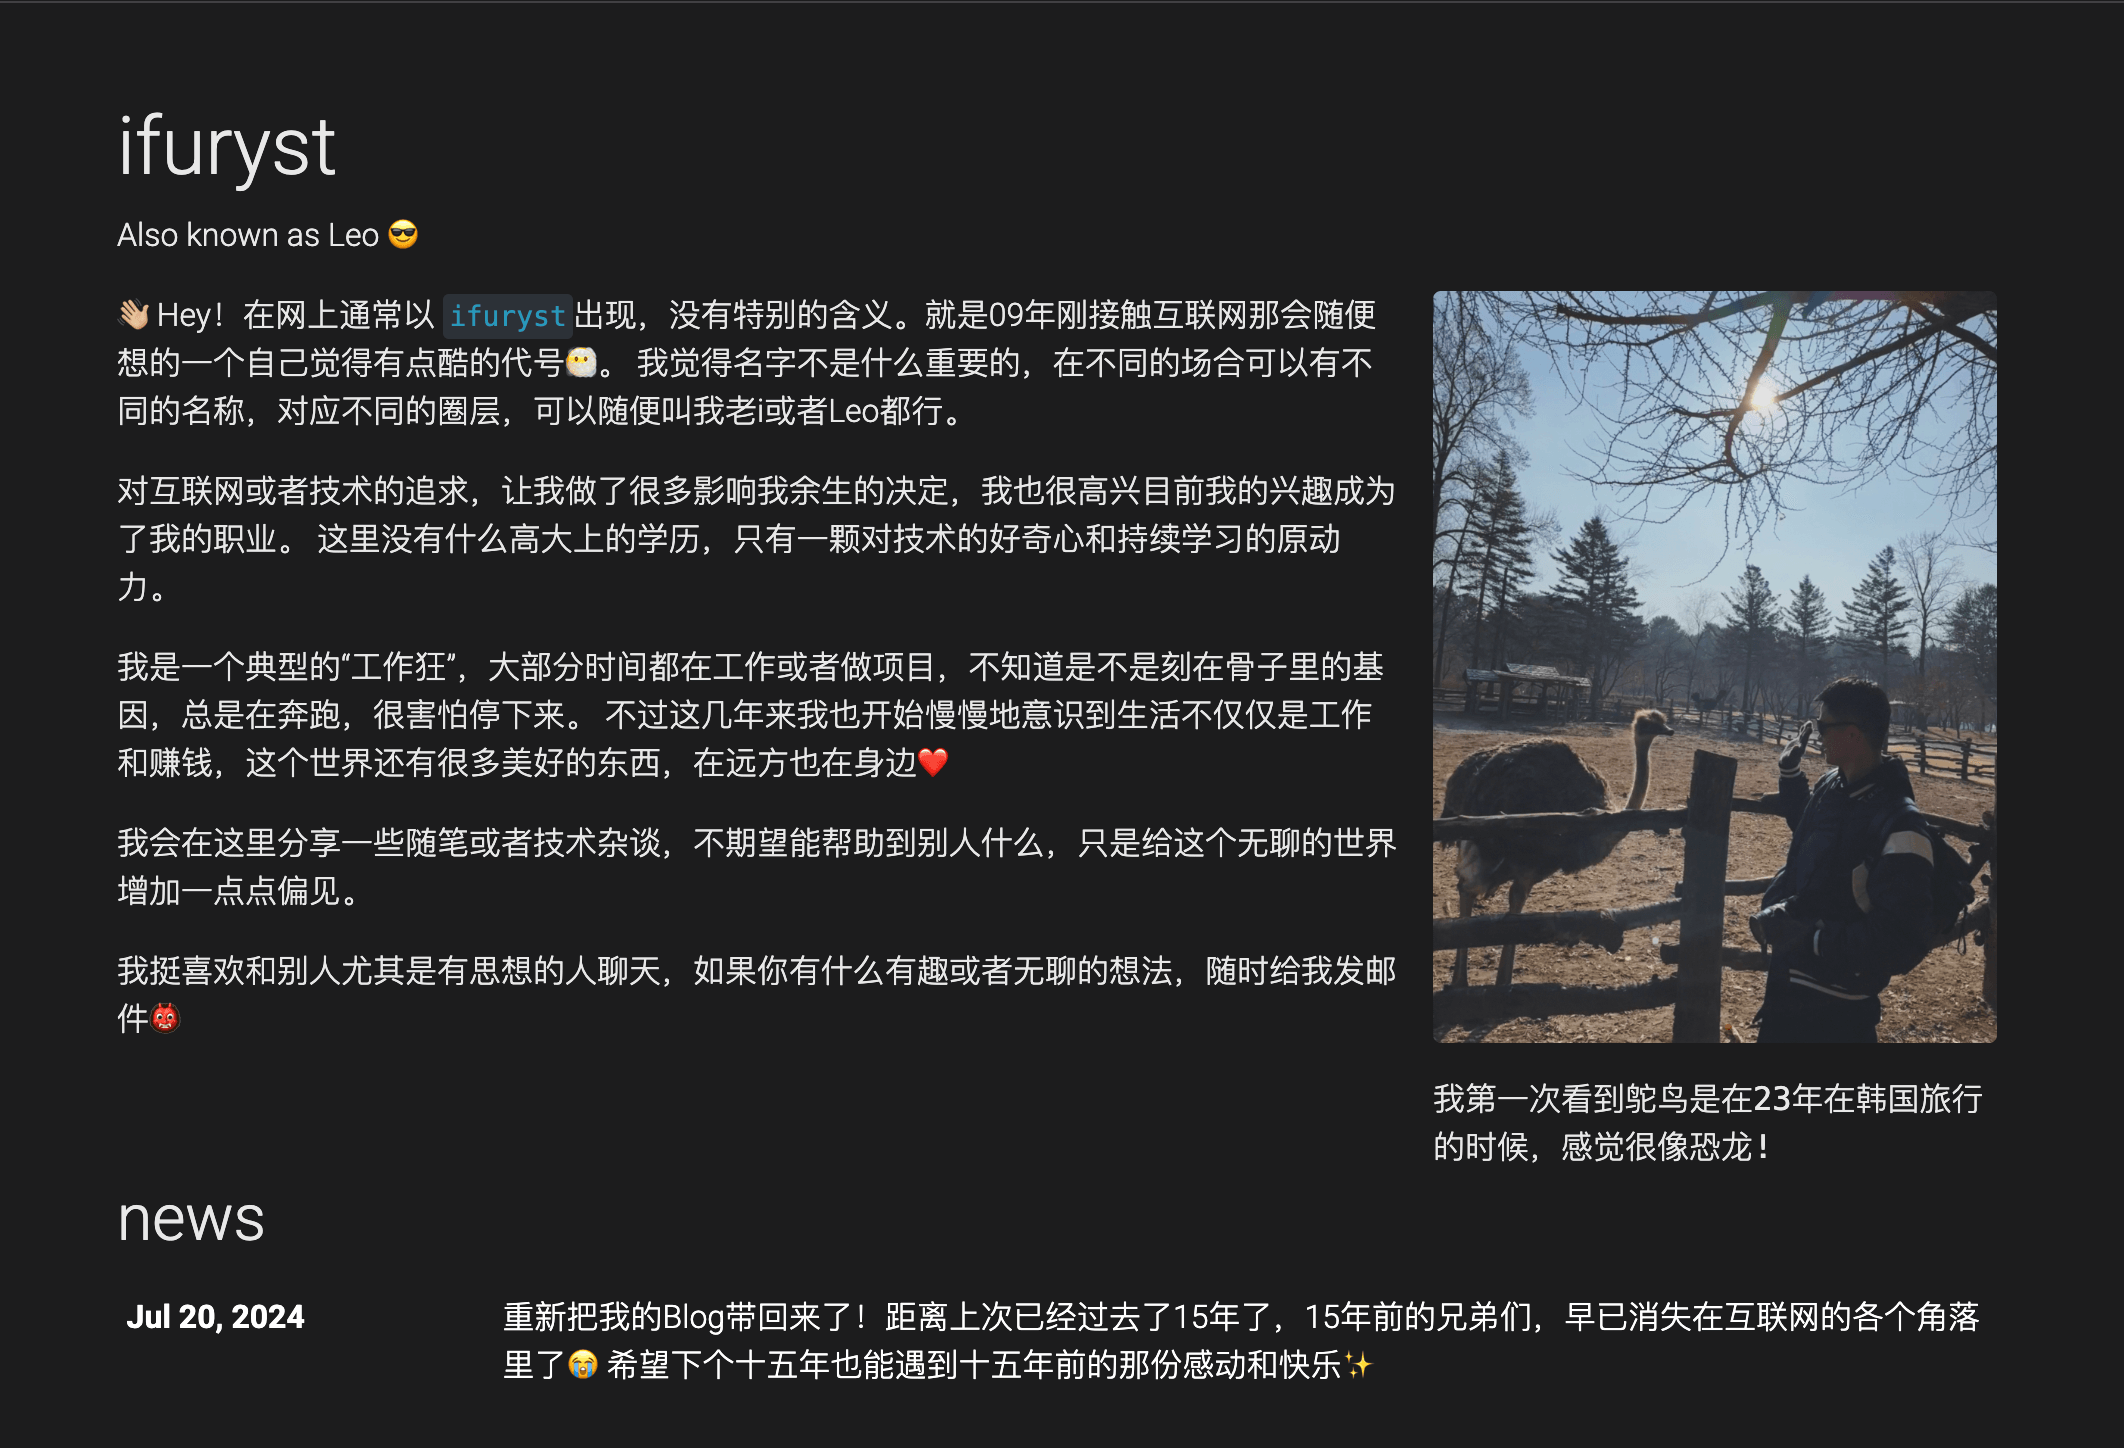 ifuryst
Also known as Leo 😎
👋🏻 Hey！在网上通常以 ifuryst出现，没有特别的含义。就是09年刚接触互联网那会随便
想的一个自己觉得有点酷的代号😶‍🌫️。 我觉得名字不是什么重要的，在不同的场合可以有不
同的名称，对应不同的圈层，可以随便叫我老i或者Leo都行。
对互联网或者技术的追求，让我做了很多影响我余生的决定，我也很高兴目前我的兴趣成为
了我的职业。 这里没有什么高大上的学历，只有一颗对技术的好奇心和持续学习的原动
力。
我是一个典型的“工作狂”，大部分时间都在工作或者做项目，不知道是不是刻在骨子里的基
因，总是在奔跑，很害怕停下来。 不过这几年来我也开始慢慢地意识到生活不仅仅是工作
和赚钱，这个世界还有很多美好的东西，在远方也在身边❤️
我会在这里分享一些随笔或者技术杂谈，不期望能帮助到别人什么，只是给这个无聊的世界
增加一点点偏见。
我挺喜欢和别人尤其是有思想的人聊天，如果你有什么有趣或者无聊的想法，随时给我发邮
件👹
我第一次看到鸵鸟是在23年在韩国旅行
的时候，感觉很像恐龙！
news
Jul 20, 2024
重新把我的Blog带回来了！距离上次已经过去了15年了，15年前的兄弟们，早已消失在互联网的各个角落
里了😭 希望下个十五年也能遇到十五年前的那份感动和快乐✨